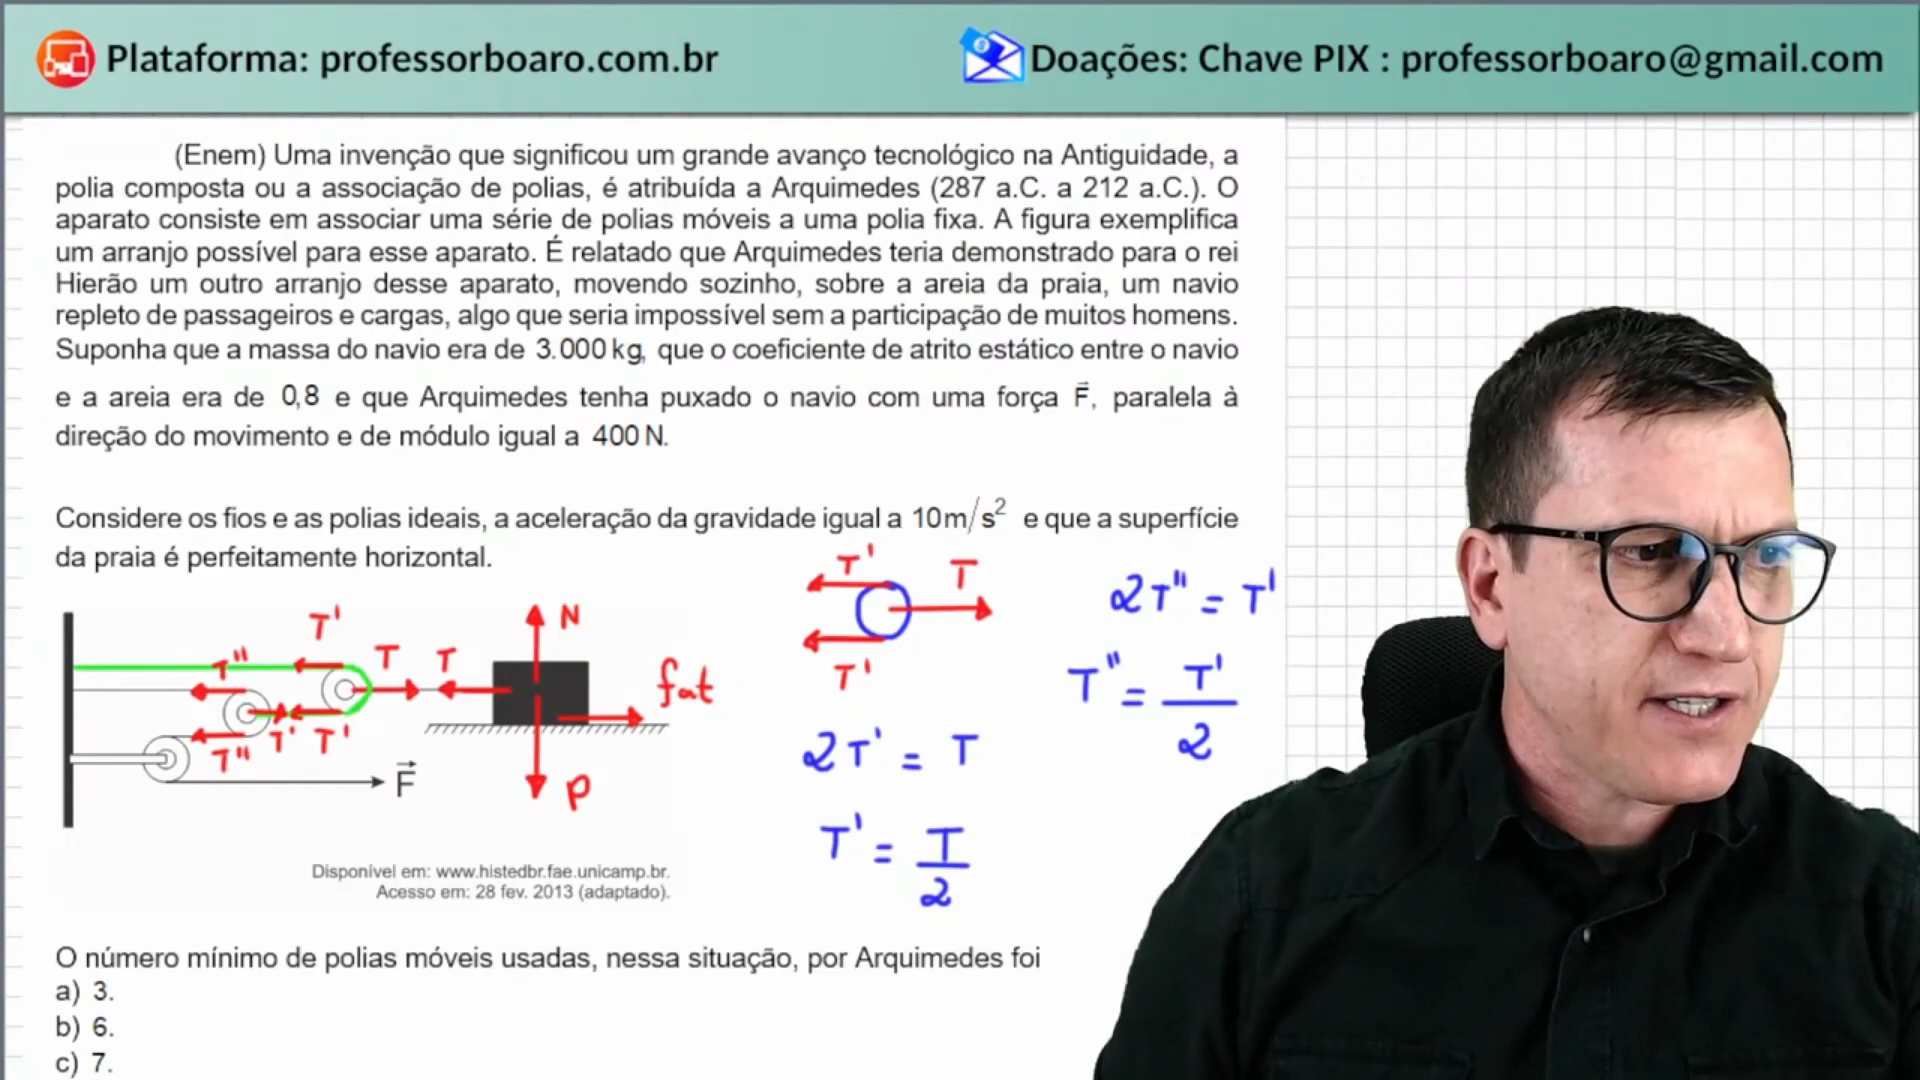 Plataforma: professorboaro.com.br
Doações: Chave PIX : professorboaro@gmail.com
(Enem) Uma invenção que significou um grande avanço tecnológico na Antiguidade, a
polia composta ou a associação de polias, é atribuída a Arquimedes (287 a.C. a 212 a.C.). O
aparato consiste em associar uma série de polias móveis a uma polia fixa. A figura exemplifica
um arranjo possível para esse aparato. É relatado que Arquimedes teria demonstrado para o rei
Hierão um outro arranjo desse aparato, movendo sozinho, sobre a areia da praia, um navio
repleto de passageiros e cargas, algo que seria impossível sem a participação de muitos homens.
Suponha que a massa do navio era de 3.000 kg, que o coeficiente de atrito estático entre o navio
e a areia era de 0,8 e que Arquimedes tenha puxado o navio com uma força F⃗, paralela à
direção do movimento e de módulo igual a 400 N.
Considere os fios e as polias ideais, a aceleração da gravidade igual a 10 m/s² e que a superfície
da praia é perfeitamente horizontal.
T' T
T'
2T" = T'
T" = T'/2
2T' = T
T' = T/2
N
T'
T" T T
fat
T" T' T'
F⃗
P
Disponível em: www.histedbr.fae.unicamp.br.
Acesso em: 28 fev. 2013 (adaptado).
O número mínimo de polias móveis usadas, nessa situação, por Arquimedes foi
a) 3.
b) 6.
c) 7.